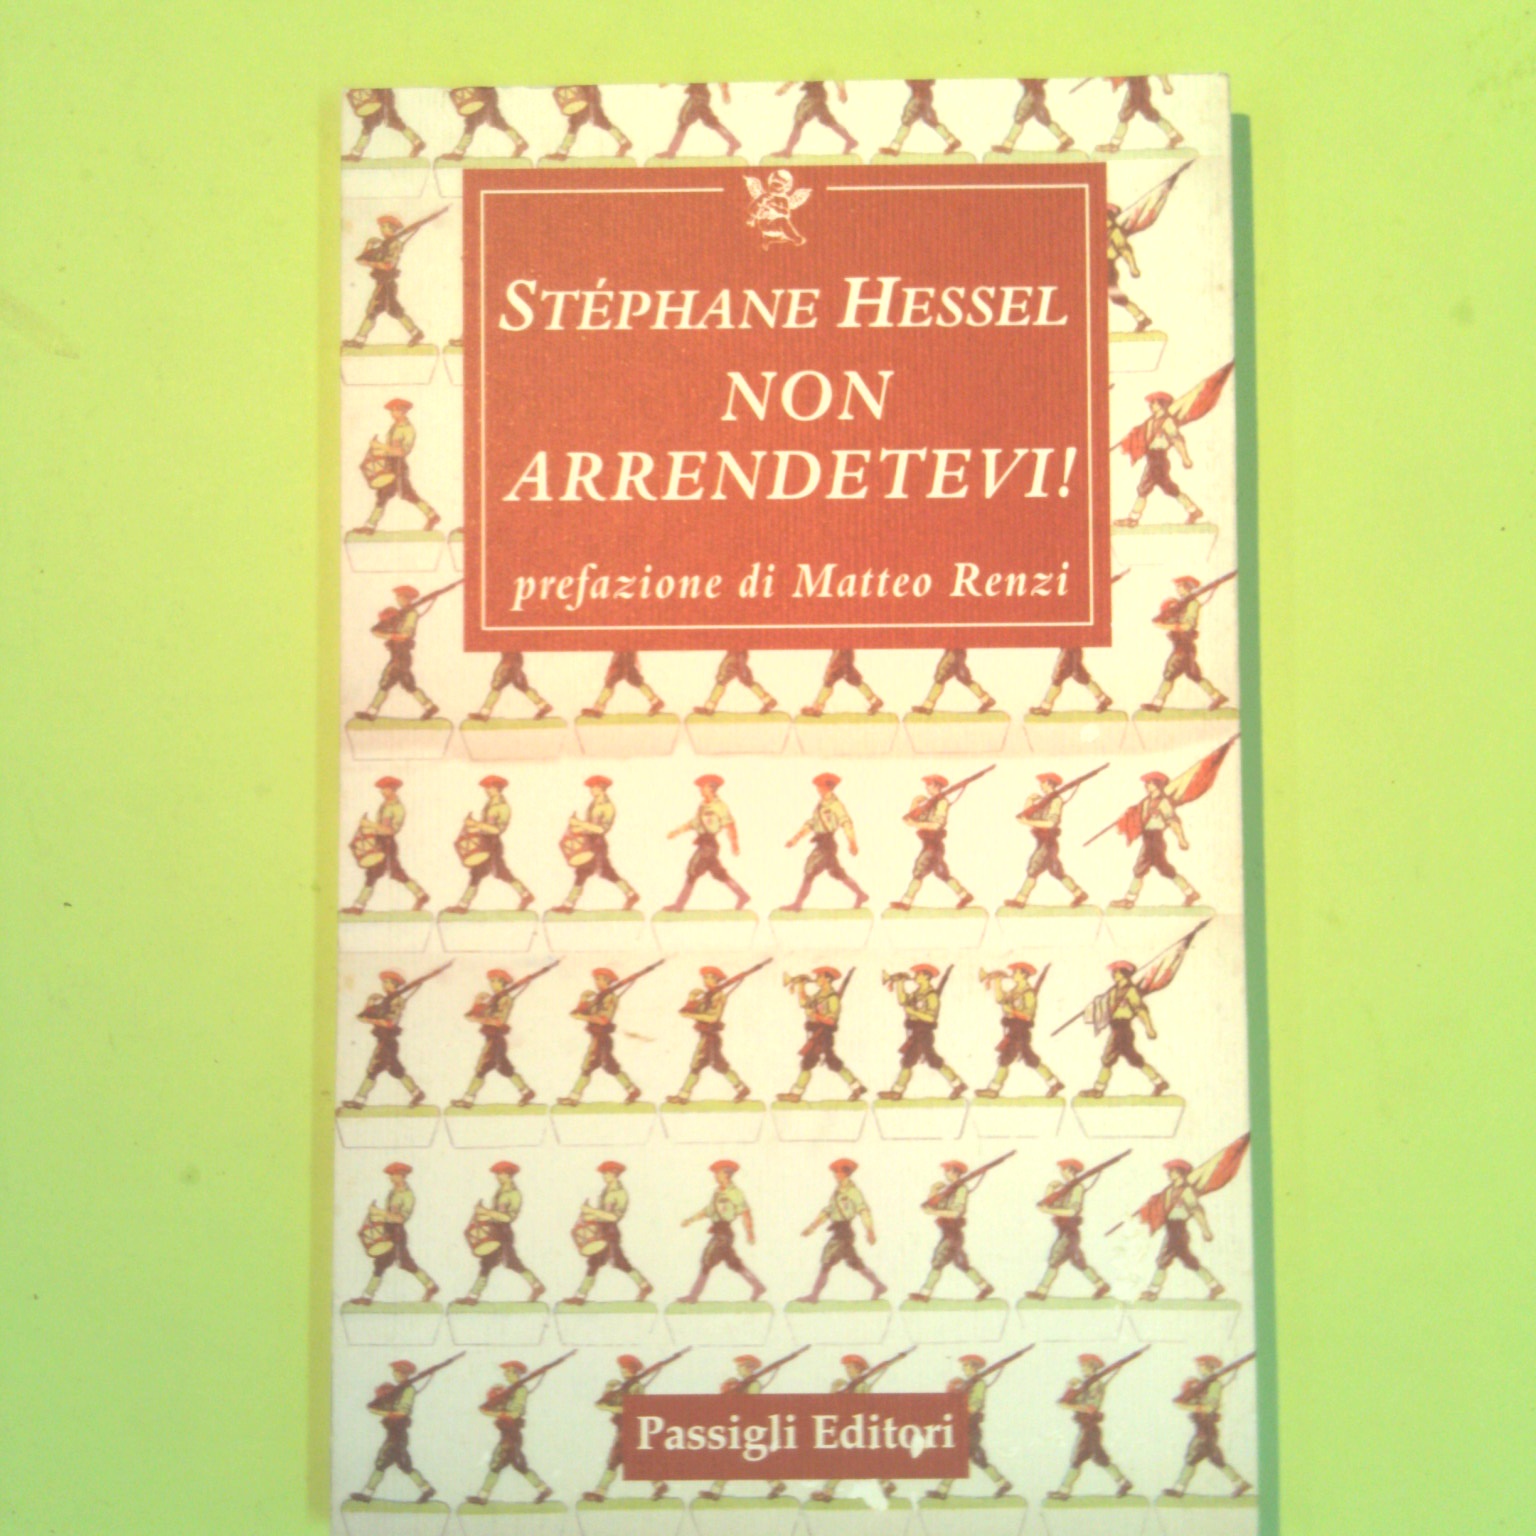 STÉPHANE HESSEL
NON
ARRENDETEVI!
prefazione di Matteo Renzi
Passigli Editori